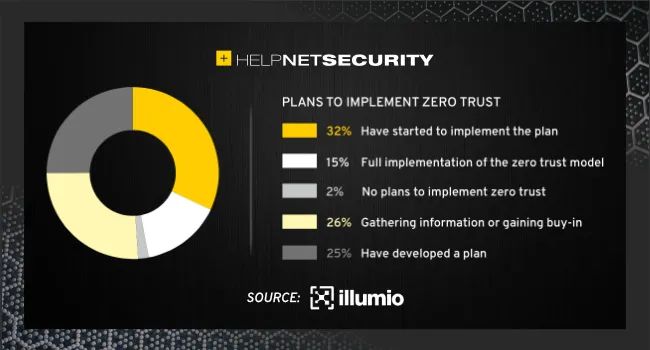 HELPNETSECURITY
PLANS TO IMPLEMENT ZERO TRUST
32% Have started to implement the plan
15% Full implementation of the zero trust model
2% No plans to implement zero trust
26% Gathering information or gaining buy-in
25% Have developed a plan
SOURCE: illumio